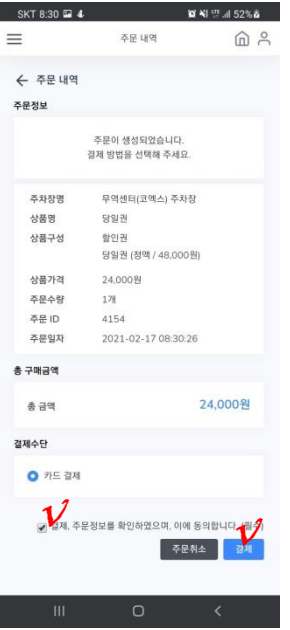 SKT 8:30
52%
주문 내역
← 주문 내역
주문정보
주문이 생성되었습니다.
결제 방법을 선택해 주세요.
주차장명 무역센터(코엑스) 주차장
상품명 당일권
상품구성 할인권
당일권 (정액 / 48,000원)
상품가격 24,000원
주문수량 1개
주문 ID 4154
주문일자 2021-02-17 08:30:26
총 구매금액
총 금액 24,000원
결제수단
카드 결제
결제, 주문정보를 확인하였으며, 이에 동의합니다. (필수)
주문취소 결제